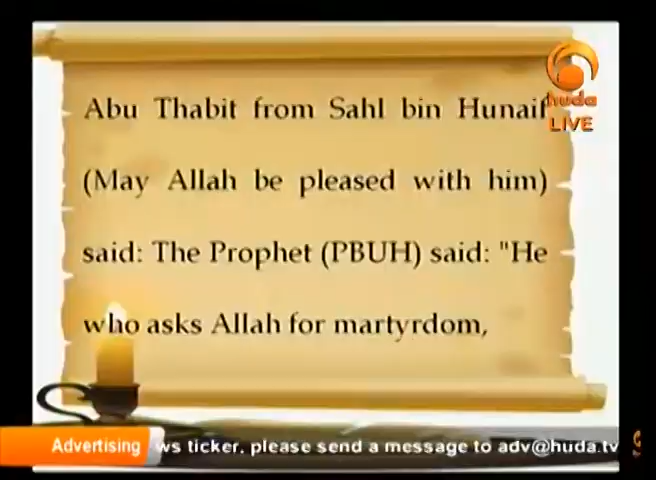 Abu Thabit from Sahl bin Hunaif
huda
LIVE
(May Allah be pleased with him)
said: The Prophet (PBUH) said: "He
who asks Allah for martyrdom,
Advertising ws ticker, please send a message to adv@huda.tv